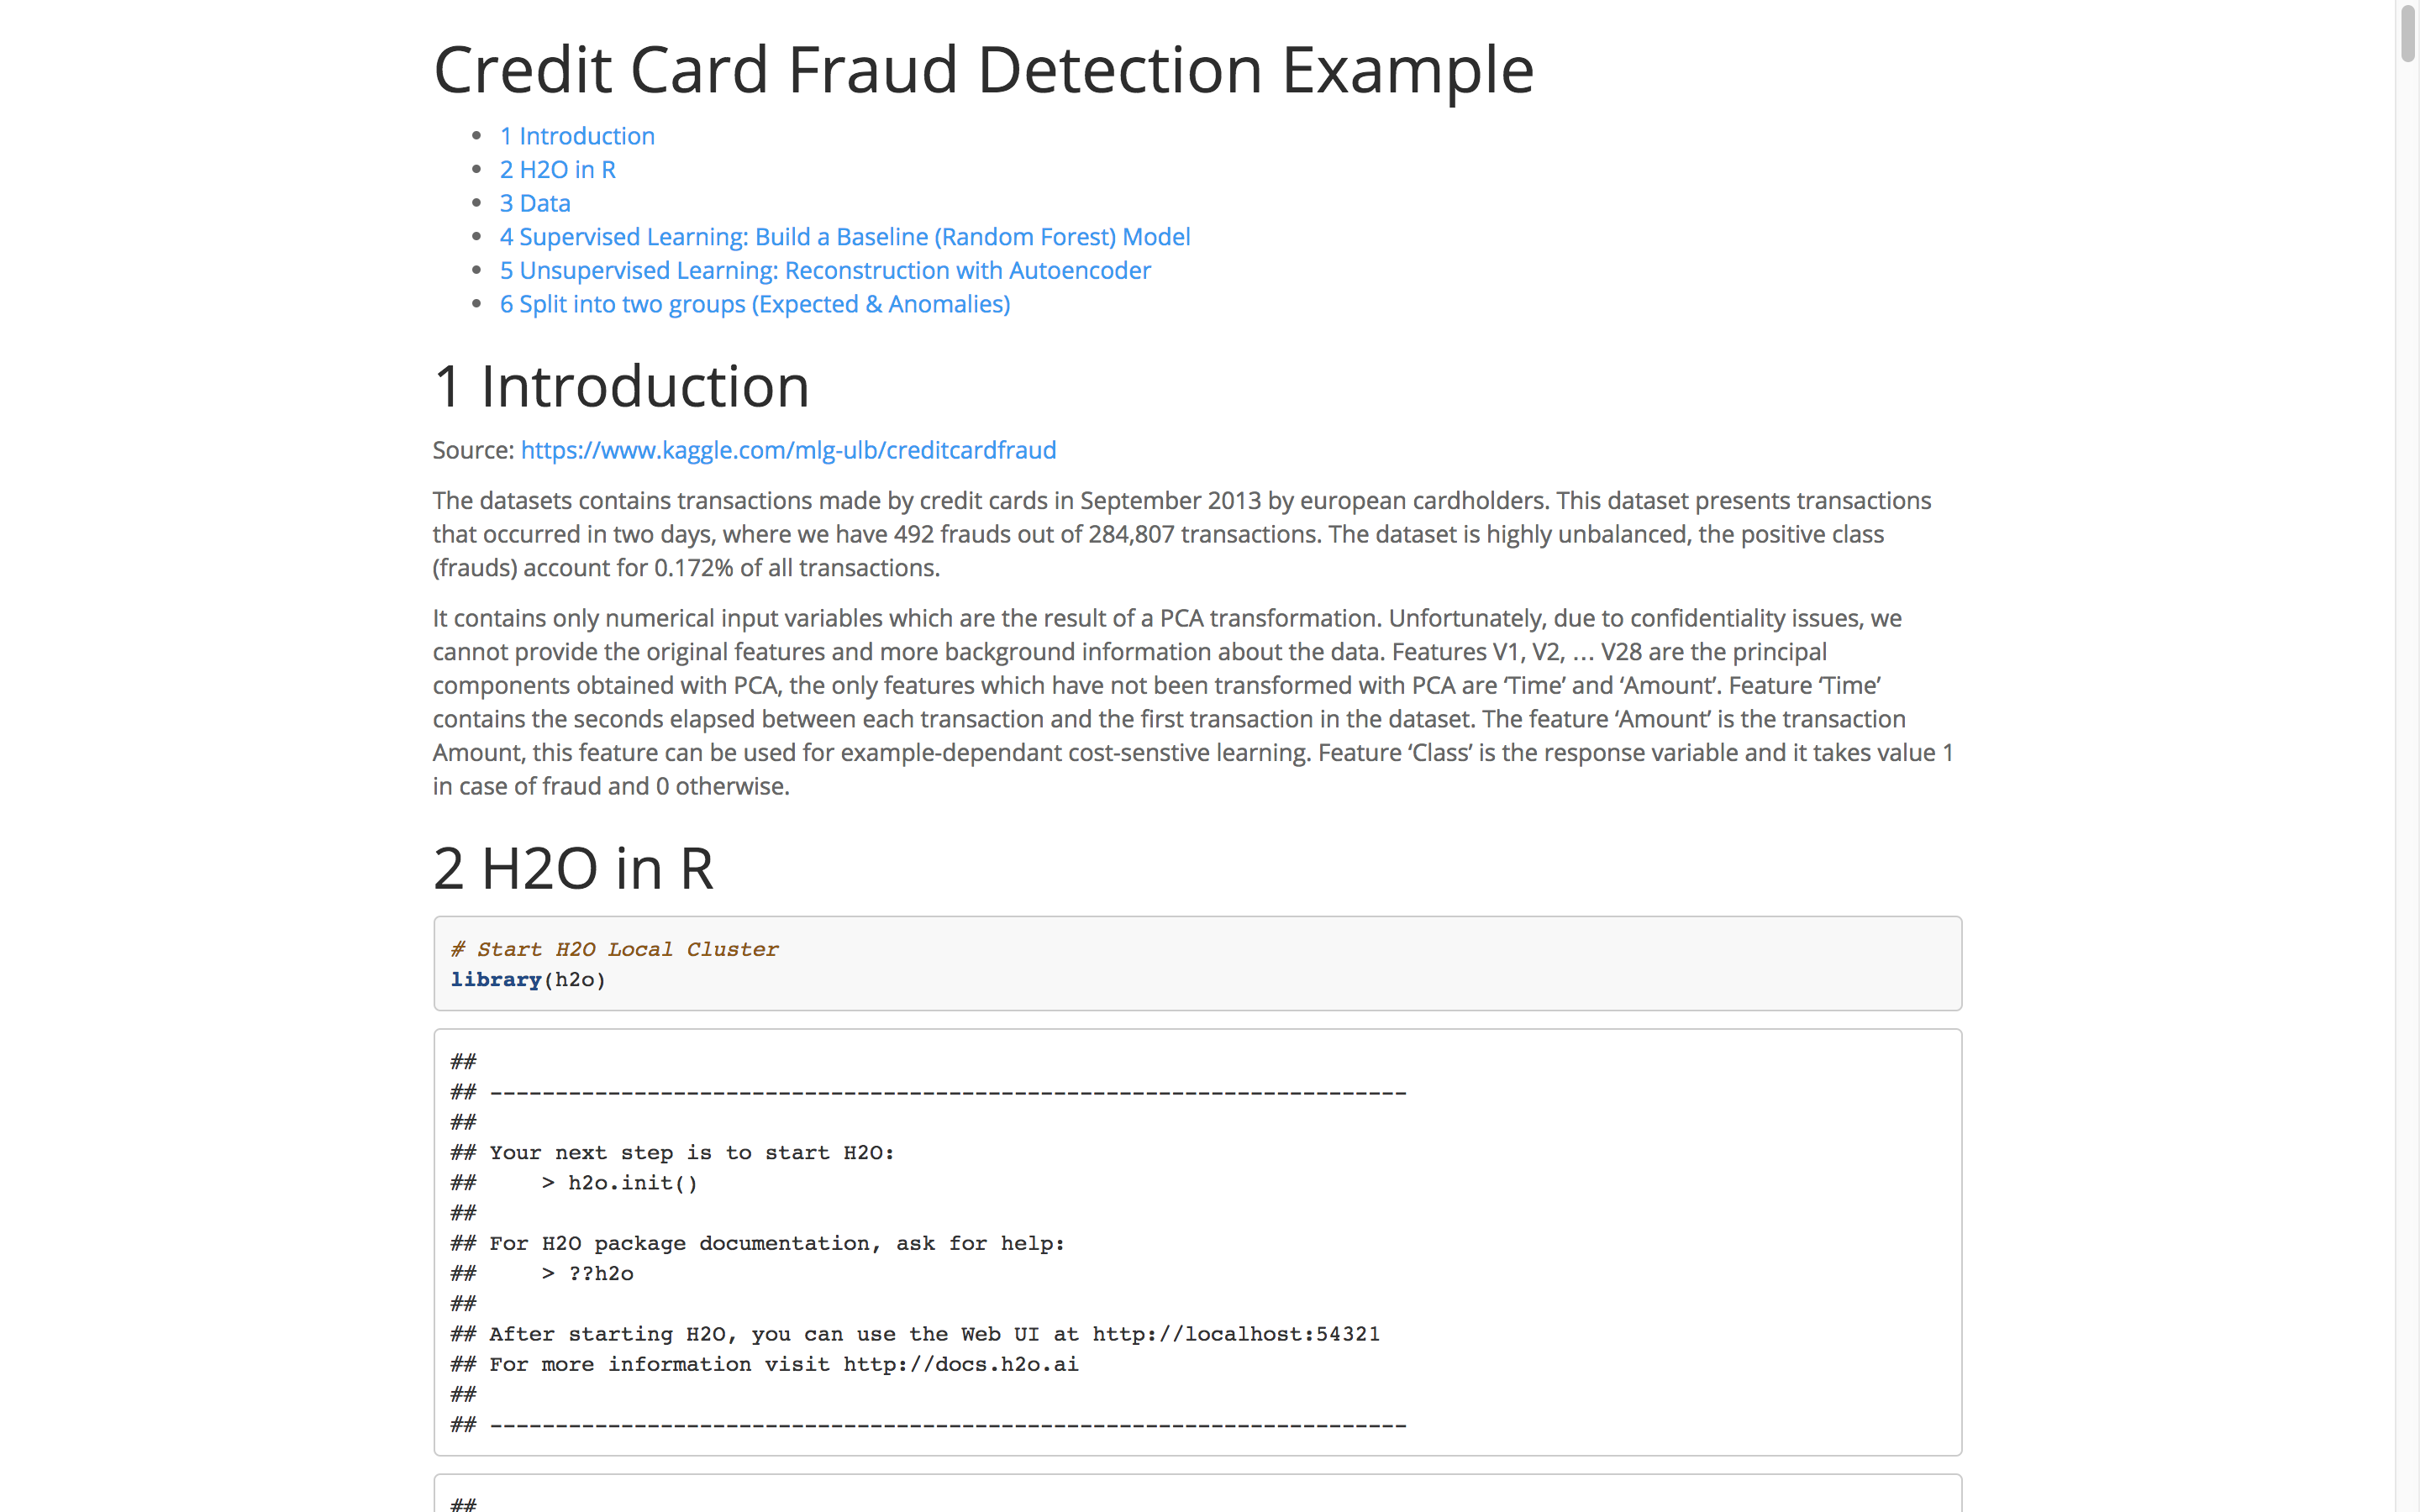 Credit Card Fraud Detection Example
• 1 Introduction
• 2 H2O in R
• 3 Data
• 4 Supervised Learning: Build a Baseline (Random Forest) Model
• 5 Unsupervised Learning: Reconstruction with Autoencoder
• 6 Split into two groups (Expected & Anomalies)
1 Introduction
Source: https://www.kaggle.com/mlg-ulb/creditcardfraud
The datasets contains transactions made by credit cards in September 2013 by european cardholders. This dataset presents transactions
that occurred in two days, where we have 492 frauds out of 284,807 transactions. The dataset is highly unbalanced, the positive class
(frauds) account for 0.172% of all transactions.
It contains only numerical input variables which are the result of a PCA transformation. Unfortunately, due to confidentiality issues, we
cannot provide the original features and more background information about the data. Features V1, V2, … V28 are the principal
components obtained with PCA, the only features which have not been transformed with PCA are ‘Time’ and ‘Amount’. Feature ‘Time’
contains the seconds elapsed between each transaction and the first transaction in the dataset. The feature ‘Amount’ is the transaction
Amount, this feature can be used for example-dependant cost-senstive learning. Feature ‘Class’ is the response variable and it takes value 1
in case of fraud and 0 otherwise.
2 H2O in R
# Start H2O Local Cluster
library(h2o)
##
## ----------------------------------------------------------------------
##
## Your next step is to start H2O:
##     > h2o.init()
##
## For H2O package documentation, ask for help:
##     > ??h2o
##
## After starting H2O, you can use the Web UI at http://localhost:54321
## For more information visit http://docs.h2o.ai
##
## ----------------------------------------------------------------------
##